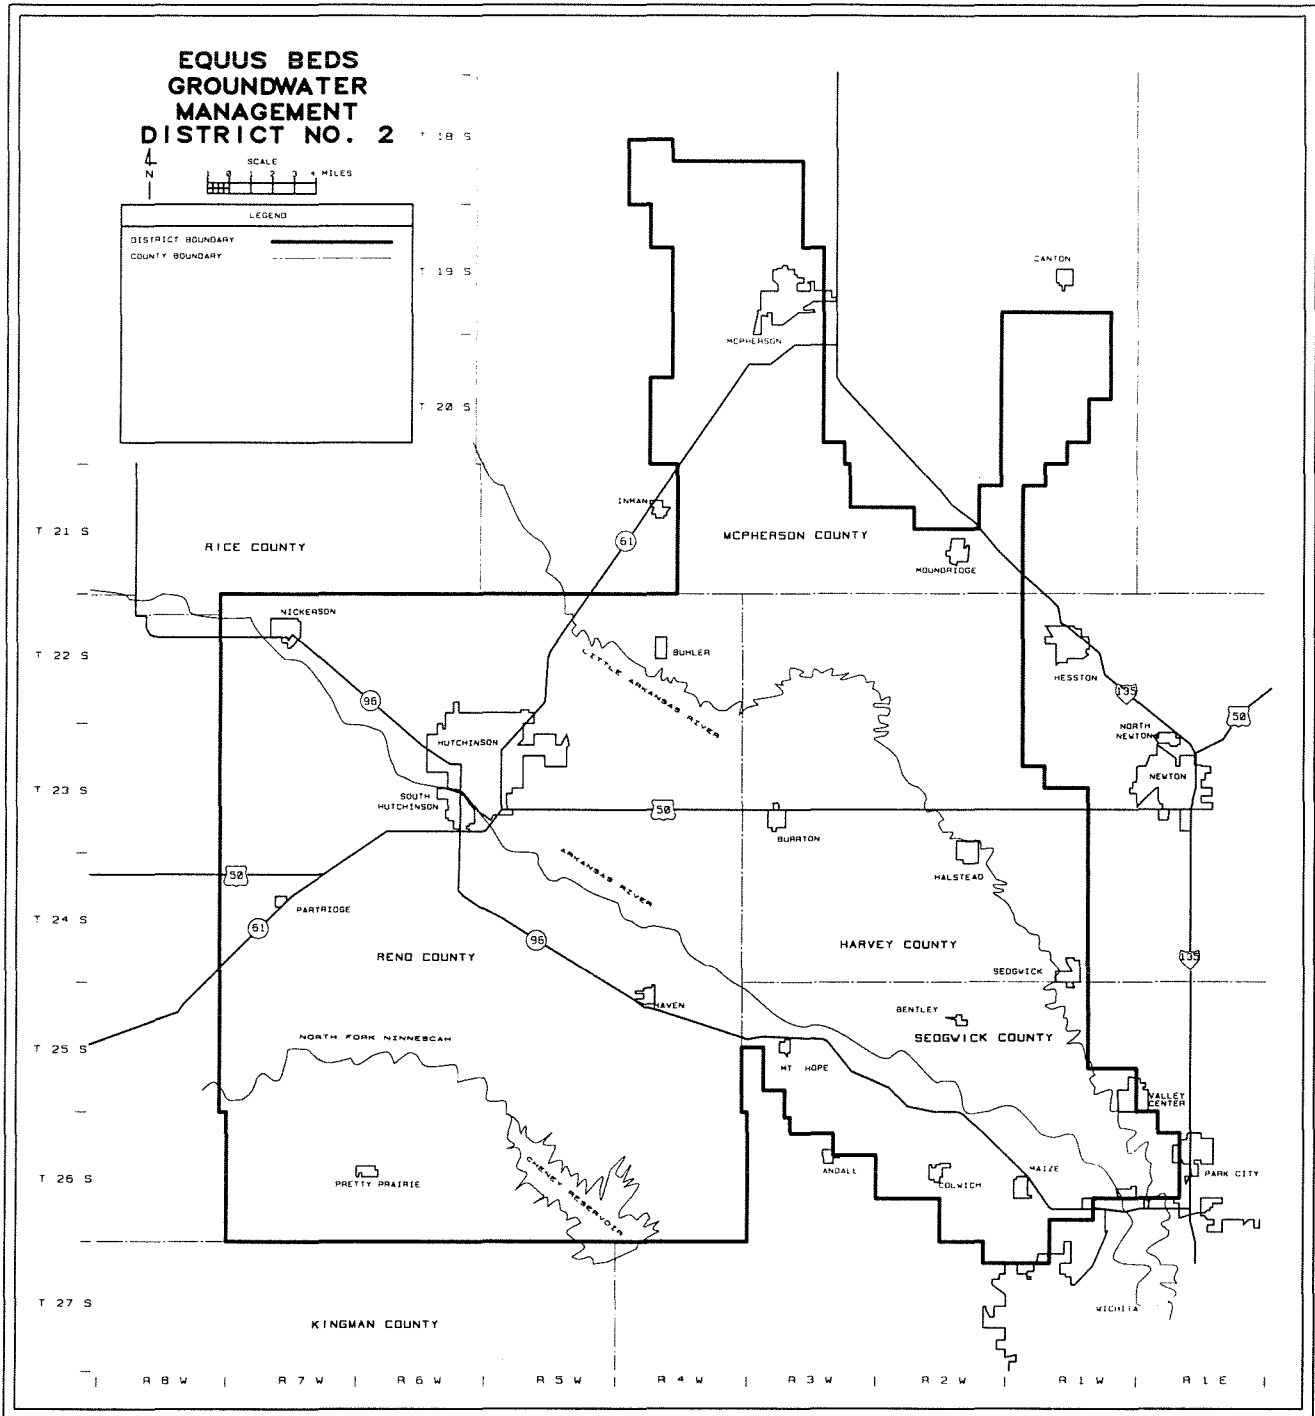 EQUUS BEDS
GROUNDWATER
MANAGEMENT
DISTRICT NO. 2
N
SCALE
1 0 1 2 3 4 MILES
LEGEND
DISTRICT BOUNDARY
COUNTY BOUNDARY
T 18 S
T 19 S
CANTON
MCPHERSON
T 20 S
INMAN
T 21 S
RICE COUNTY
61
MCPHERSON COUNTY
MOUNDRIDGE
NICKERSON
T 22 S
BUHLER
LITTLE ARKANSAS RIVER
HESSTON
135
96
50
NORTH
NEWTON
HUTCHINSON
NEWTON
T 23 S
SOUTH
HUTCHINSON
50
BURRTON
ARKANSAS RIVER
50
HALSTEAD
PARTRIDGE
T 24 S
61
96
HARVEY COUNTY
RENO COUNTY
135
SEDGWICK
HAVEN
BENTLEY
NORTH FORK NINNESCAH
SEDGWICK COUNTY
T 25 S
MT HOPE
VALLEY
CENTER
CHENEY RESERVOIR
ANDALE
MAIZE
PARK CITY
T 26 S
PRETTY PRAIRIE
COLWICH
T 27 S
WICHITA
KINGMAN COUNTY
R 8 W R 7 W R 6 W R 5 W R 4 W R 3 W R 2 W R 1 W R 1 E